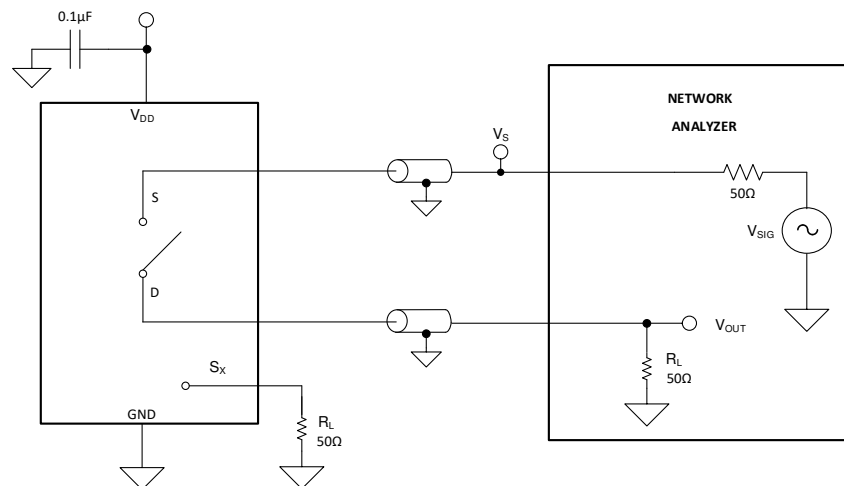 0.1µF
VDD
NETWORK
ANALYZER
VS
S
50Ω
VSIG
D
VOUT
SX
RL
50Ω
GND
RL
50Ω